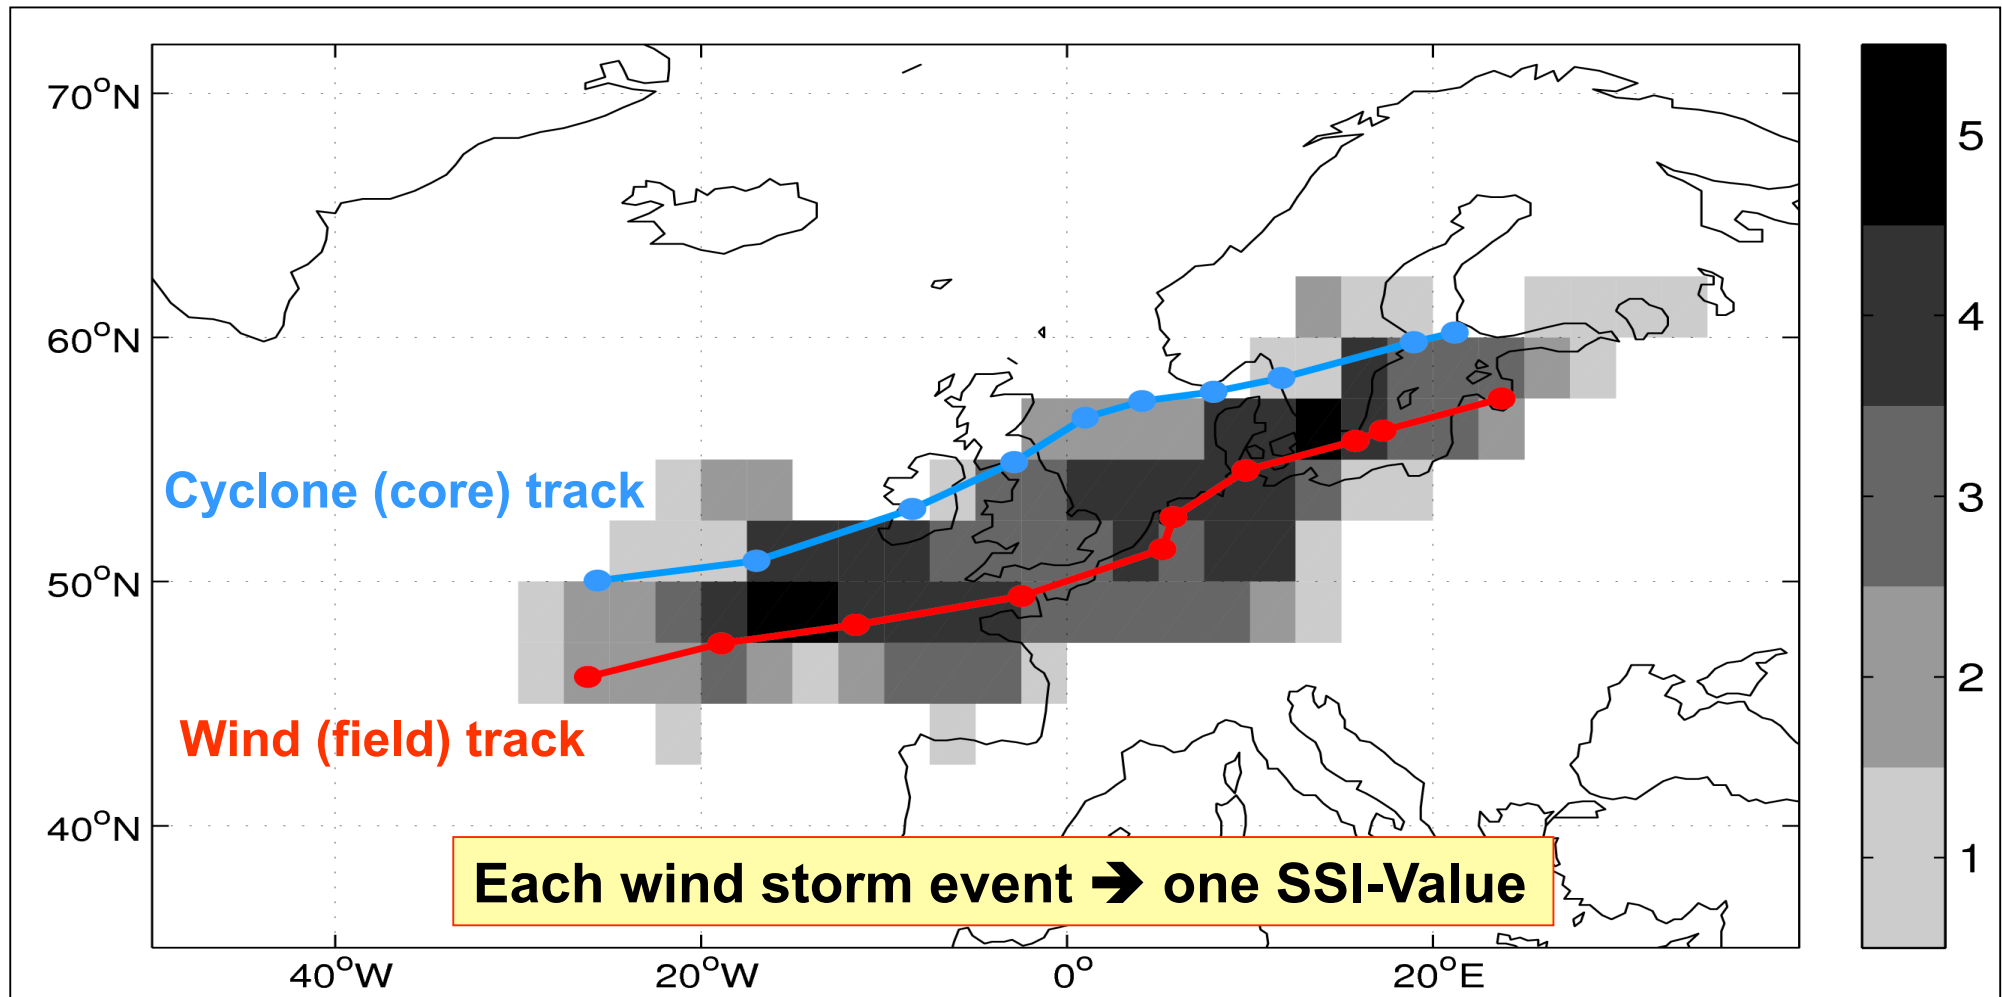 70°N
60°N
50°N
40°N
Cyclone (core) track
Wind (field) track
Each wind storm event ➔ one SSI-Value
40°W 20°W 0° 20°E
5
4
3
2
1